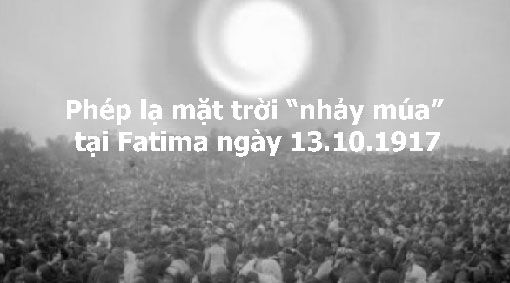 Phép lạ mặt trời “nhảy múa”
tại Fatima ngày 13.10.1917